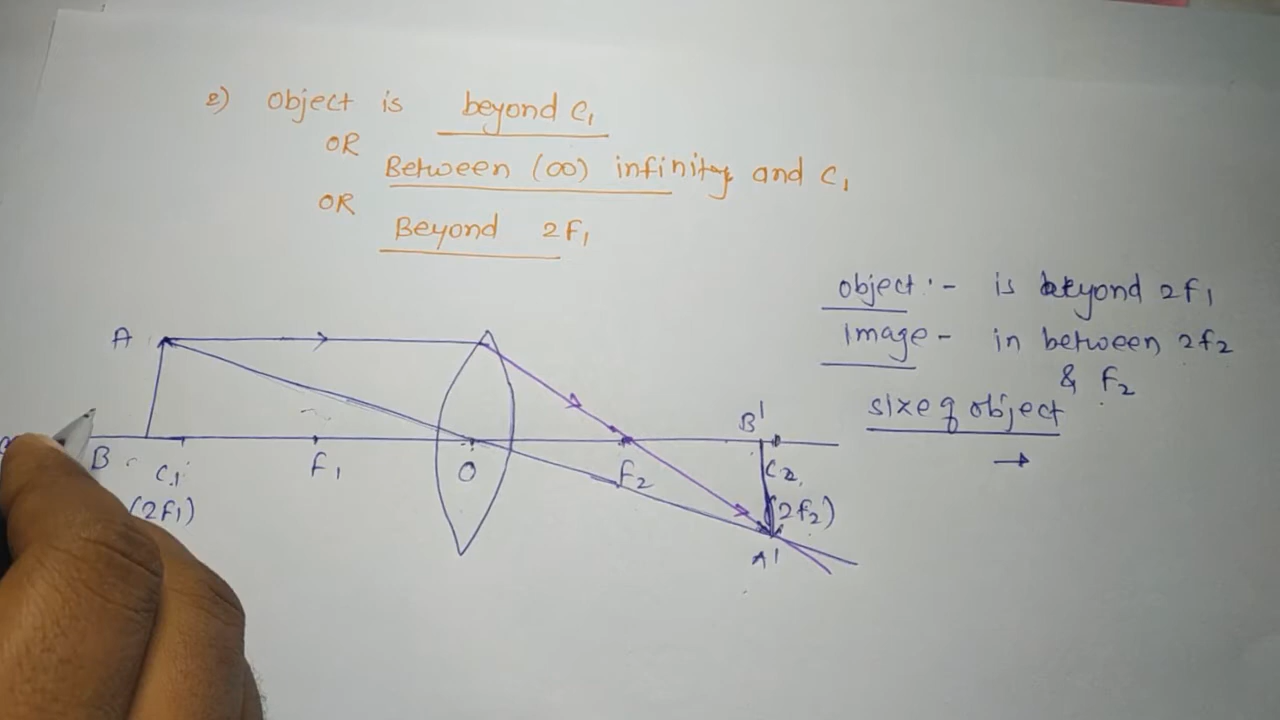 2) Object is beyond C₁
OR
Between (∞) infinity and C₁
OR
Beyond 2F₁
object :- is beyond 2f₁
Image - in between 2f₂
& F₂
size of object
→
A
B
C₁
(2f₁)
F₁
O
F₂
B'
C₂
(2f₂)
A'